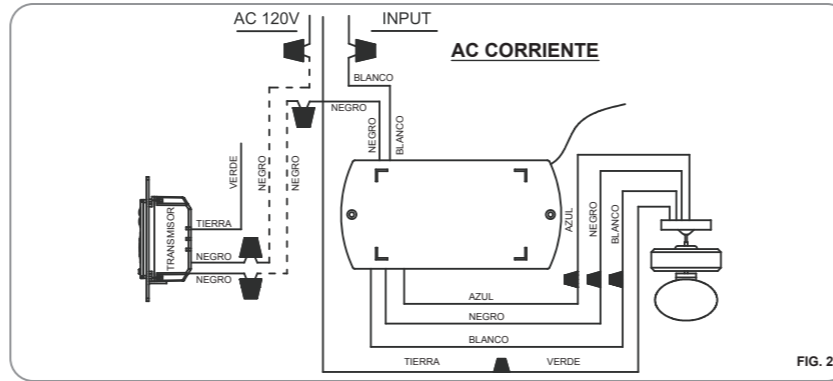 AC 120V INPUT
AC CORRIENTE
BLANCO
NEGRO
NEGRO
BLANCO
VERDE
NEGRO
NEGRO
TRANSMISOR
TIERRA
NEGRO
NEGRO
AZUL
NEGRO
BLANCO
AZUL
NEGRO
BLANCO
TIERRA VERDE
FIG. 2